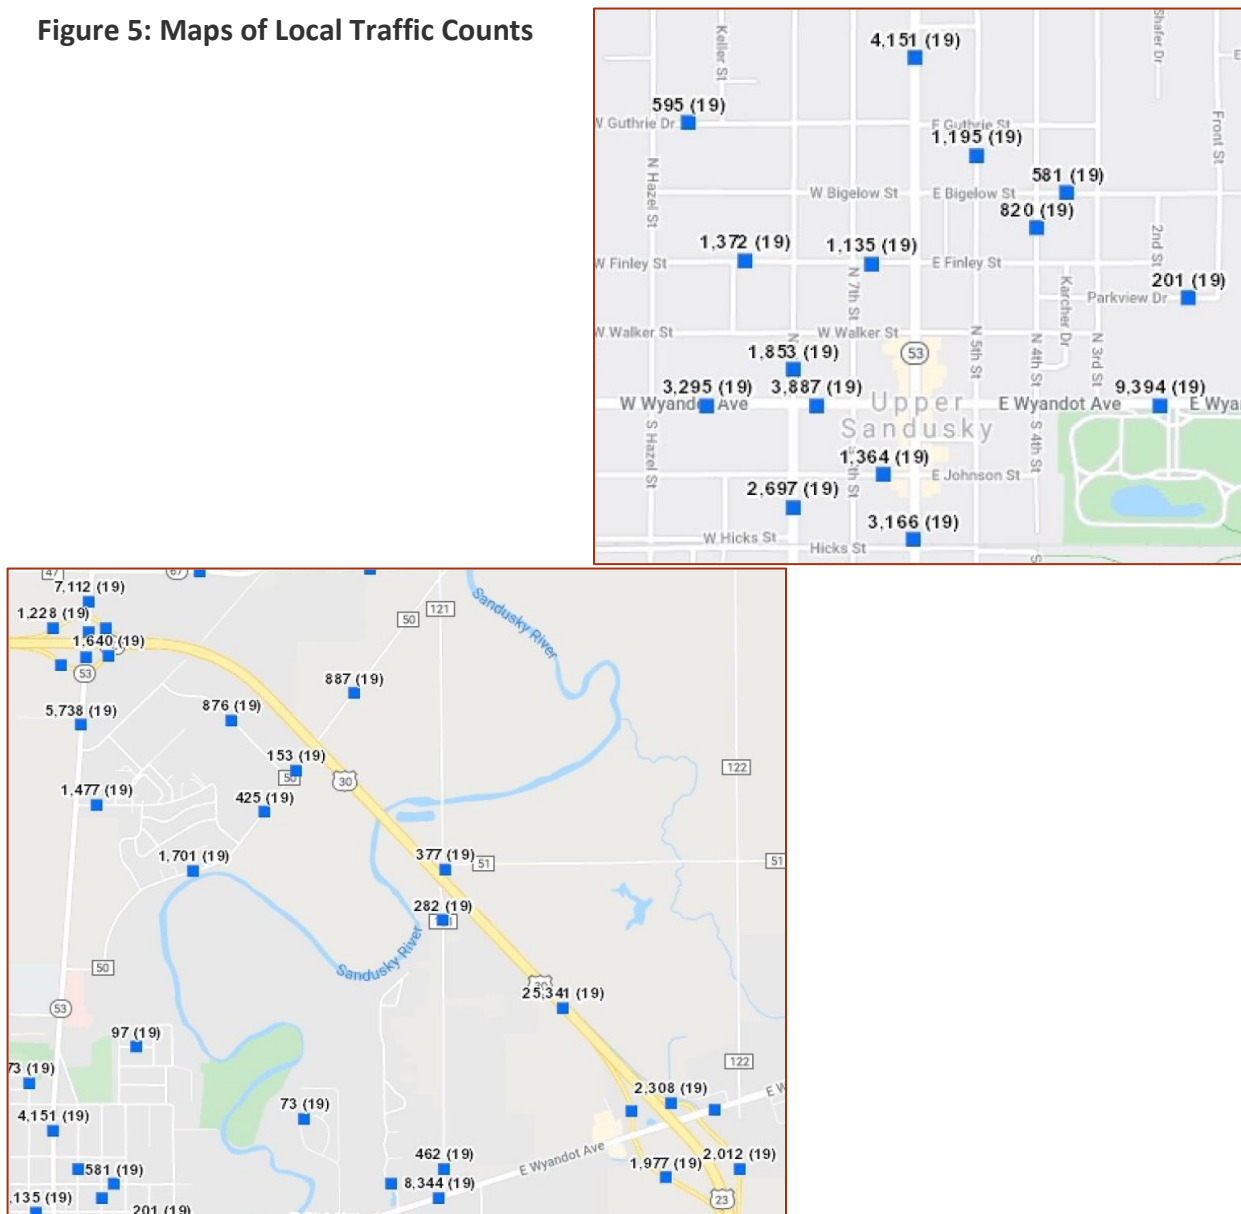 Figure 5: Maps of Local Traffic Counts
Keller St
4,151 (19)
Shafer Dr
E
595 (19)
W Guthrie Dr
E Guthrie St
1,195 (19)
Front St
N Hazel St
W Bigelow St
E Bigelow St
581 (19)
820 (19)
1,372 (19)
1,135 (19)
2nd St
W Finley St
E Finley St
N 7th St
201 (19)
Karcher Dr
Parkview Dr
W Walker St
W Walker St
N 5th St
N 4th St
N 3rd St
53
N
1,853 (19)
3,295 (19)
3,887 (19)
9,394 (19)
W Wyandot Ave
Upper
Sandusky
E Wyandot Ave
E Wya
S Hazel St
S 4th St
1,364 (19)
7th St
E Johnson St
2,697 (19)
3,166 (19)
W Hicks St
Hicks St
S
47
67
7,112 (19)
121
1,228 (19)
50
Sandusky River
1,640 (19)
53
887 (19)
5,738 (19)
876 (19)
153 (19)
50
30
122
1,477 (19)
425 (19)
1,701 (19)
377 (19)
51
51
282 (19)
Sandusky River
50
25,341 (19)
53
97 (19)
122
73 (19)
2,308 (19)
E W
4,151 (19)
73 (19)
E Wyandot Ave
462 (19)
581 (19)
1,977 (19)
2,012 (19)
8,344 (19)
,135 (19)
201 (19)
23